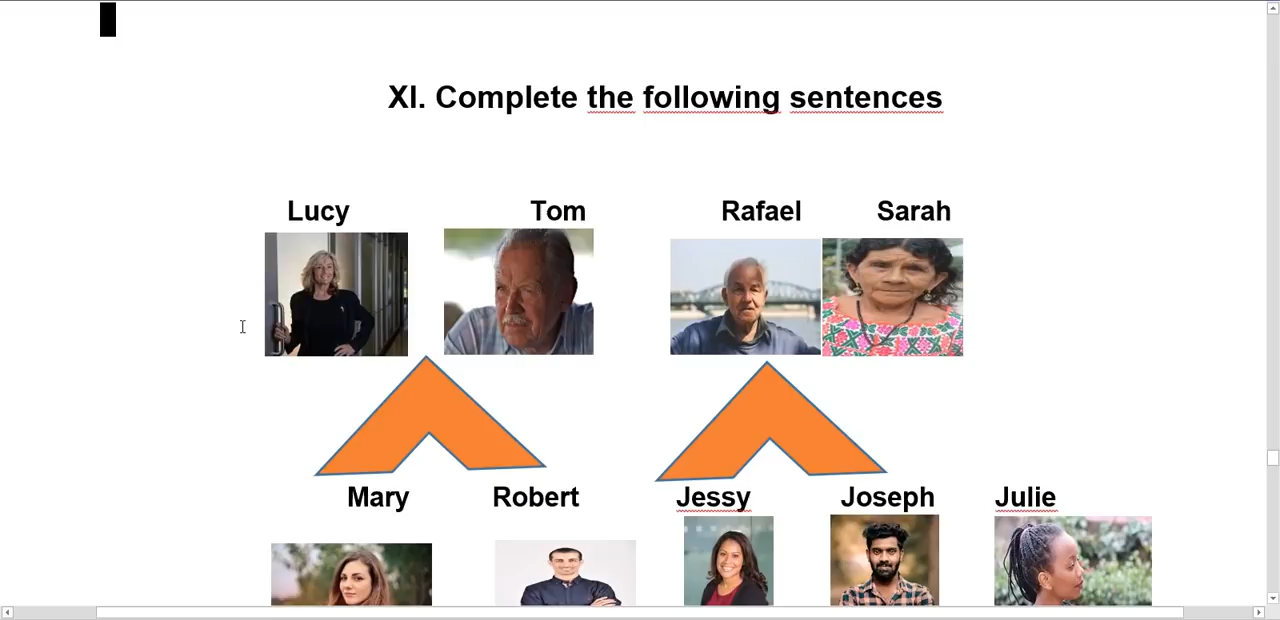 XI. Complete the following sentences
Lucy Tom Rafael Sarah
Mary Robert Jessy Joseph Julie